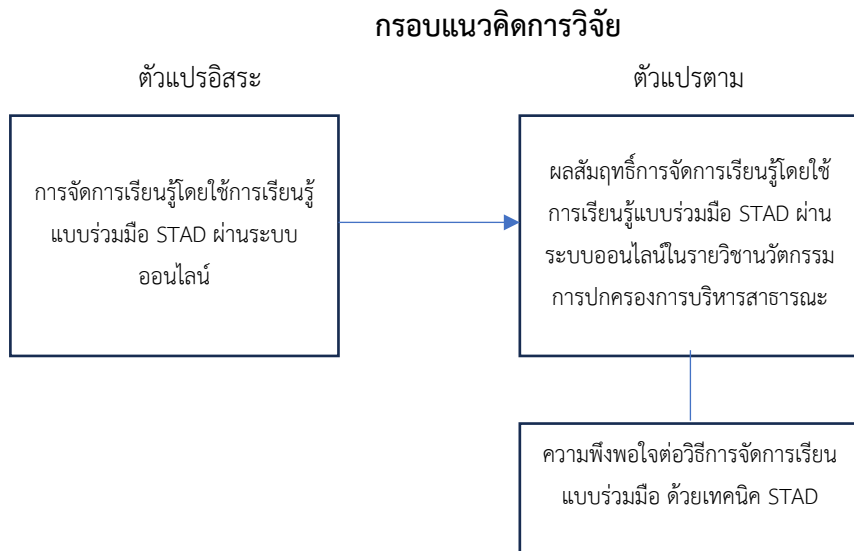 กรอบแนวคิดการวิจัย
ตัวแปรอิสระ
ตัวแปรตาม
การจัดการเรียนรู้โดยใช้การเรียนรู้
แบบร่วมมือ STAD ผ่านระบบ
ออนไลน์
ผลสัมฤทธิ์การจัดการเรียนรู้โดยใช้
การเรียนรู้แบบร่วมมือ STAD ผ่าน
ระบบออนไลน์ในรายวิชานวัตกรรม
การปกครองการบริหารสาธารณะ
ความพึงพอใจต่อวิธีการจัดการเรียน
แบบร่วมมือ ด้วยเทคนิค STAD